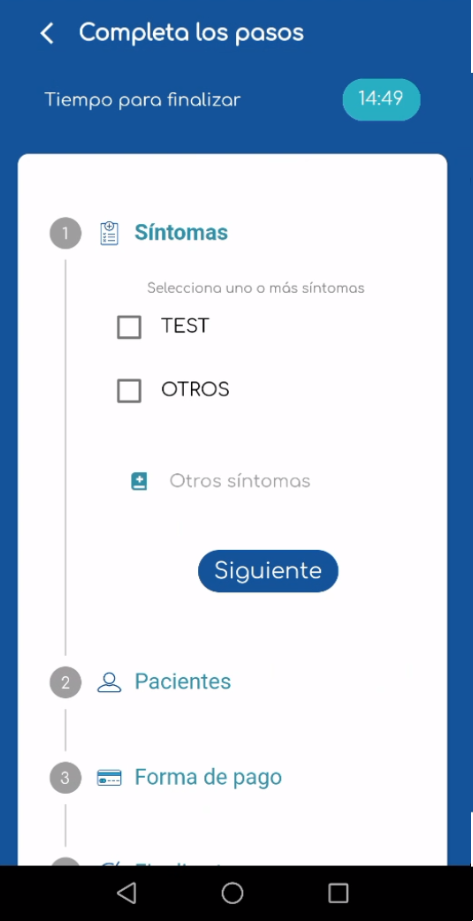 Completa los pasos
Tiempo para finalizar 14:49
1 Síntomas
Selecciona uno o más síntomas
TEST
OTROS
Otros síntomas
Siguiente
2 Pacientes
3 Forma de pago